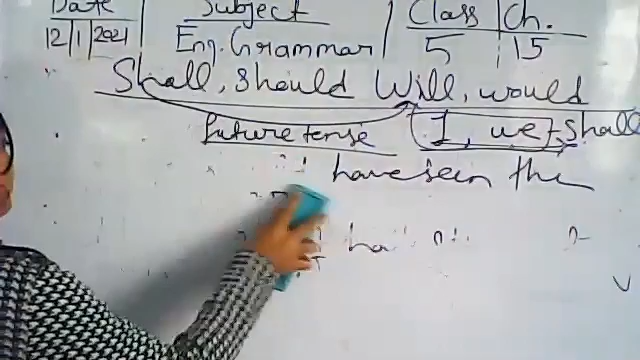 Date Subject Class Ch.
12/1/2021 Eng. Grammar 5 15
Shall, should Will, would
future tense I, we - Shall
have seen the